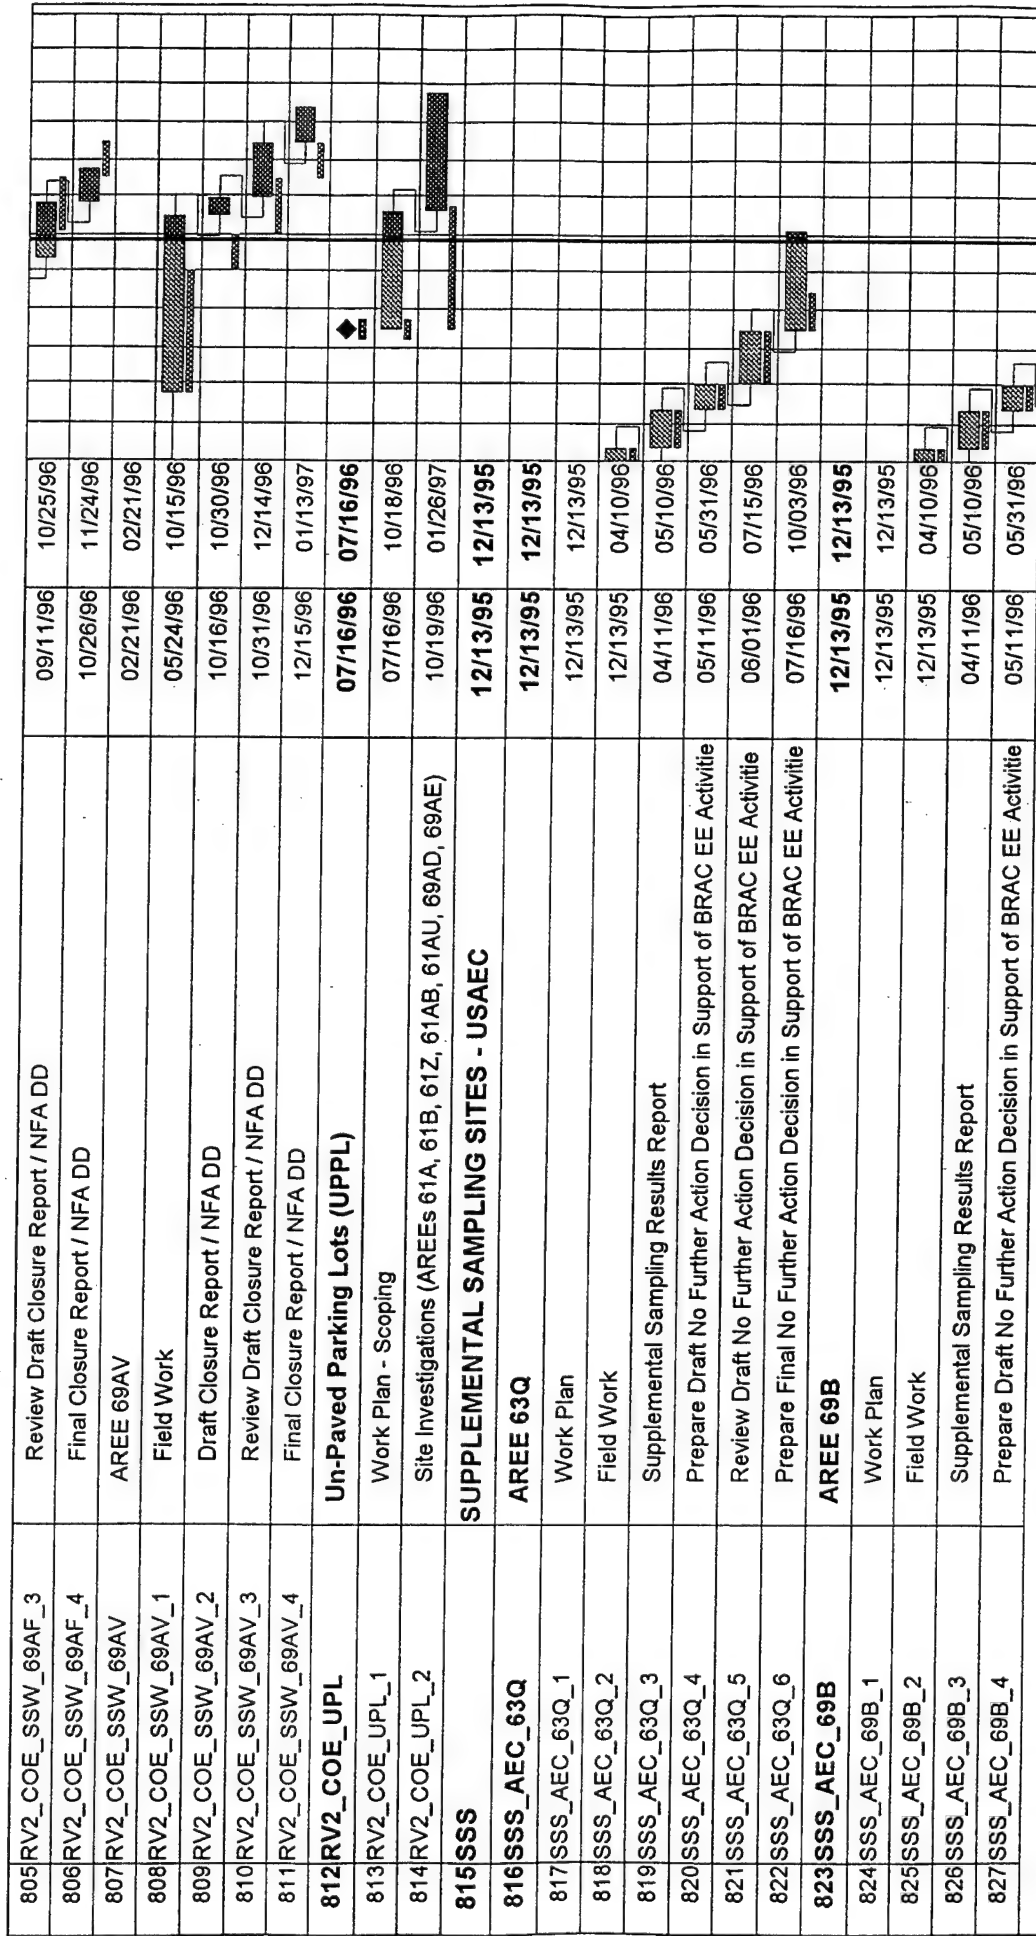 805 RV2_COE_SSW_69AF_3 Review Draft Closure Report / NFA DD 09/11/96 10/25/96
806 RV2_COE_SSW_69AF_4 Final Closure Report / NFA DD 10/26/96 11/24/96
807 RV2_COE_SSW_69AV AREE 69AV 02/21/96 02/21/96
808 RV2_COE_SSW_69AV_1 Field Work 05/24/96 10/15/96
809 RV2_COE_SSW_69AV_2 Draft Closure Report / NFA DD 10/16/96 10/30/96
810 RV2_COE_SSW_69AV_3 Review Draft Closure Report / NFA DD 10/31/96 12/14/96
811 RV2_COE_SSW_69AV_4 Final Closure Report / NFA DD 12/15/96 01/13/97
812 RV2_COE_UPL Un-Paved Parking Lots (UPPL) 07/16/96 07/16/96
813 RV2_COE_UPL_1 Work Plan - Scoping 07/16/96 10/18/96
814 RV2_COE_UPL_2 Site Investigations (AREEs 61A, 61B, 61Z, 61AB, 61AU, 69AD, 69AE) 10/19/96 01/26/97
815 SSS SUPPLEMENTAL SAMPLING SITES - USAEC 12/13/95 12/13/95
816 SSS_AEC_63Q AREE 63Q 12/13/95 12/13/95
817 SSS_AEC_63Q_1 Work Plan 12/13/95 12/13/95
818 SSS_AEC_63Q_2 Field Work 12/13/95 04/10/96
819 SSS_AEC_63Q_3 Supplemental Sampling Results Report 04/11/96 05/10/96
820 SSS_AEC_63Q_4 Prepare Draft No Further Action Decision in Support of BRAC EE Activitie 05/11/96 05/31/96
821 SSS_AEC_63Q_5 Review Draft No Further Action Decision in Support of BRAC EE Activitie 06/01/96 07/15/96
822 SSS_AEC_63Q_6 Prepare Final No Further Action Decision in Support of BRAC EE Activitie 07/16/96 10/03/96
823 SSS_AEC_69B AREE 69B 12/13/95 12/13/95
824 SSS_AEC_69B_1 Work Plan 12/13/95 12/13/95
825 SSS_AEC_69B_2 Field Work 12/13/95 04/10/96
826 SSS_AEC_69B_3 Supplemental Sampling Results Report 04/11/96 05/10/96
827 SSS_AEC_69B_4 Prepare Draft No Further Action Decision in Support of BRAC EE Activitie 05/11/96 05/31/96